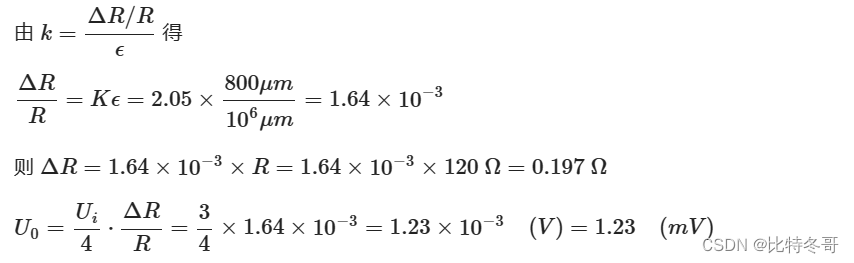 由 k = ΔR/R / ϵ 得
ΔR/R = Kϵ = 2.05 × 800μm / 10⁶μm = 1.64 × 10⁻³
则 ΔR = 1.64 × 10⁻³ × R = 1.64 × 10⁻³ × 120 Ω = 0.197 Ω
U₀ = Uᵢ/4 · ΔR/R = 3/4 × 1.64 × 10⁻³ = 1.23 × 10⁻³ (V) = 1.23 (mV)
CSDN @比特冬哥